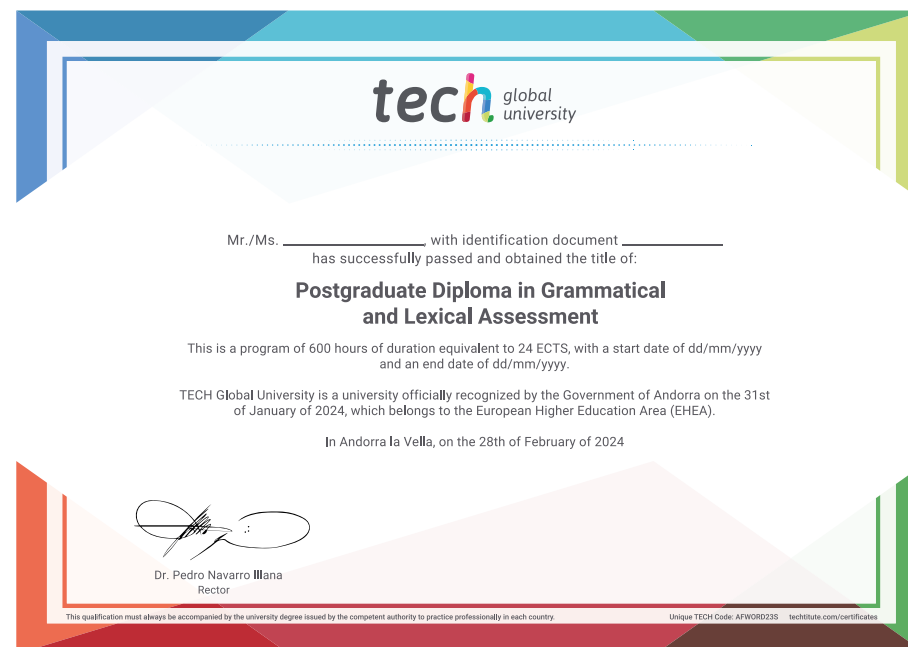 tech global university
Mr./Ms. ____________, with identification document ____________
has successfully passed and obtained the title of:
Postgraduate Diploma in Grammatical
and Lexical Assessment
This is a program of 600 hours of duration equivalent to 24 ECTS, with a start date of dd/mm/yyyy
and an end date of dd/mm/yyyy.
TECH Global University is a university officially recognized by the Government of Andorra on the 31st
of January of 2024, which belongs to the European Higher Education Area (EHEA).
In Andorra la Vella, on the 28th of February of 2024
Dr. Pedro Navarro Illana
Rector
This qualification must always be accompanied by the university degree issued by the competent authority to practice professionally in each country. Unique TECH Code: AFWORD23S techtitute.com/certificates